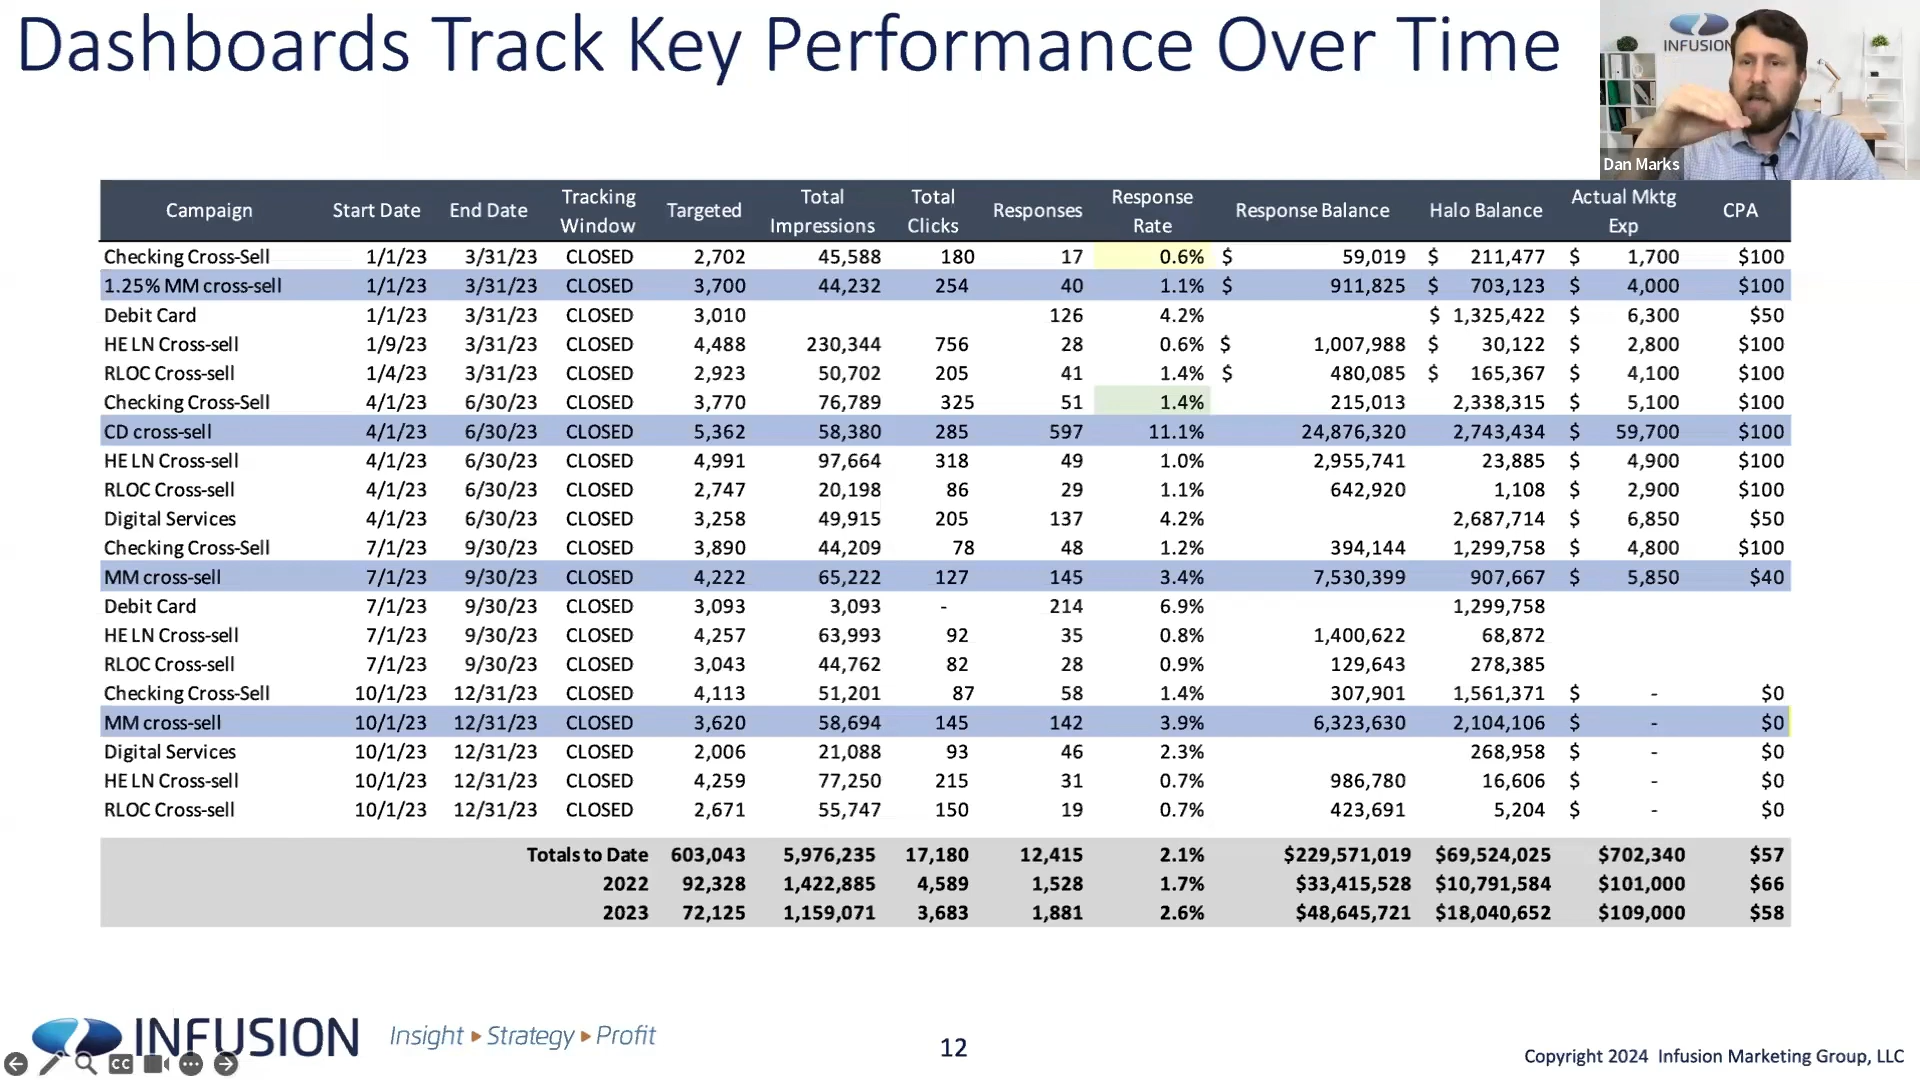 Dashboards Track Key Performance Over Time
INFUSION
Dan Marks
Campaign Start Date End Date Tracking Window Targeted Total Impressions Total Clicks Responses Response Rate Response Balance Halo Balance Actual Mktg Exp CPA
Checking Cross-Sell 1/1/23 3/31/23 CLOSED 2,702 45,588 180 17 0.6% $ 59,019 $ 211,477 $ 1,700 $100
1.25% MM cross-sell 1/1/23 3/31/23 CLOSED 3,700 44,232 254 40 1.1% $ 911,825 $ 703,123 $ 4,000 $100
Debit Card 1/1/23 3/31/23 CLOSED 3,010 126 4.2% $ 1,325,422 $ 6,300 $50
HE LN Cross-sell 1/9/23 3/31/23 CLOSED 4,488 230,344 756 28 0.6% $ 1,007,988 $ 30,122 $ 2,800 $100
RLOC Cross-sell 1/4/23 3/31/23 CLOSED 2,923 50,702 205 41 1.4% $ 480,085 $ 165,367 $ 4,100 $100
Checking Cross-Sell 4/1/23 6/30/23 CLOSED 3,770 76,789 325 51 1.4% 215,013 2,338,315 $ 5,100 $100
CD cross-sell 4/1/23 6/30/23 CLOSED 5,362 58,380 285 597 11.1% 24,876,320 2,743,434 $ 59,700 $100
HE LN Cross-sell 4/1/23 6/30/23 CLOSED 4,991 97,664 318 49 1.0% 2,955,741 23,885 $ 4,900 $100
RLOC Cross-sell 4/1/23 6/30/23 CLOSED 2,747 20,198 86 29 1.1% 642,920 1,108 $ 2,900 $100
Digital Services 4/1/23 6/30/23 CLOSED 3,258 49,915 205 137 4.2% 2,687,714 $ 6,850 $50
Checking Cross-Sell 7/1/23 9/30/23 CLOSED 3,890 44,209 78 48 1.2% 394,144 1,299,758 $ 4,800 $100
MM cross-sell 7/1/23 9/30/23 CLOSED 4,222 65,222 127 145 3.4% 7,530,399 907,667 $ 5,850 $40
Debit Card 7/1/23 9/30/23 CLOSED 3,093 3,093 - 214 6.9% 1,299,758
HE LN Cross-sell 7/1/23 9/30/23 CLOSED 4,257 63,993 92 35 0.8% 1,400,622 68,872
RLOC Cross-sell 7/1/23 9/30/23 CLOSED 3,043 44,762 82 28 0.9% 129,643 278,385
Checking Cross-Sell 10/1/23 12/31/23 CLOSED 4,113 51,201 87 58 1.4% 307,901 1,561,371 $ - $0
MM cross-sell 10/1/23 12/31/23 CLOSED 3,620 58,694 145 142 3.9% 6,323,630 2,104,106 $ - $0
Digital Services 10/1/23 12/31/23 CLOSED 2,006 21,088 93 46 2.3% 268,958 $ - $0
HE LN Cross-sell 10/1/23 12/31/23 CLOSED 4,259 77,250 215 31 0.7% 986,780 16,606 $ - $0
RLOC Cross-sell 10/1/23 12/31/23 CLOSED 2,671 55,747 150 19 0.7% 423,691 5,204 $ - $0
Totals to Date 603,043 5,976,235 17,180 12,415 2.1% $229,571,019 $69,524,025 $702,340 $57
2022 92,328 1,422,885 4,589 1,528 1.7% $33,415,528 $10,791,584 $101,000 $66
2023 72,125 1,159,071 3,683 1,881 2.6% $48,645,721 $18,040,652 $109,000 $58
INFUSION Insight ▸ Strategy ▸ Profit
CC
12
Copyright 2024 Infusion Marketing Group, LLC